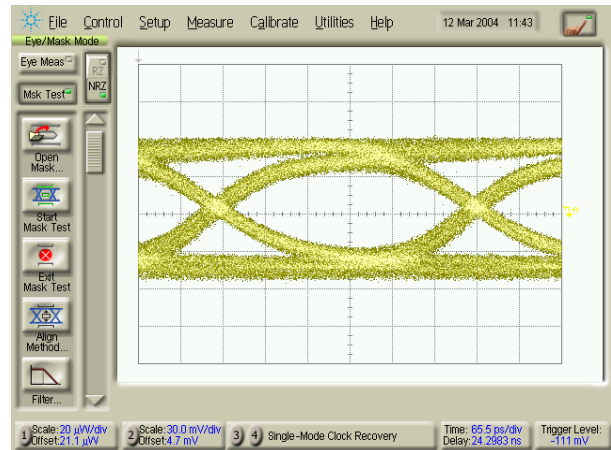 File Control Setup Measure Calibrate Utilities Help 12 Mar 2004 11:43
Eye/Mask Mode
Eye Meas
RZ
NRZ
Msk Test
Open
Mask...
Start
Mask Test
Exit
Mask Test
Align
Method...
Filter...
1 Scale:20 µW/div
Offset:21.1 µW
2 Scale:30.0 mV/div
Offset:4.7 mV
3 4 Single-Mode Clock Recovery
Time: 65.5 ps/div
Delay:24.2983 ns
Trigger Level:
-111 mV